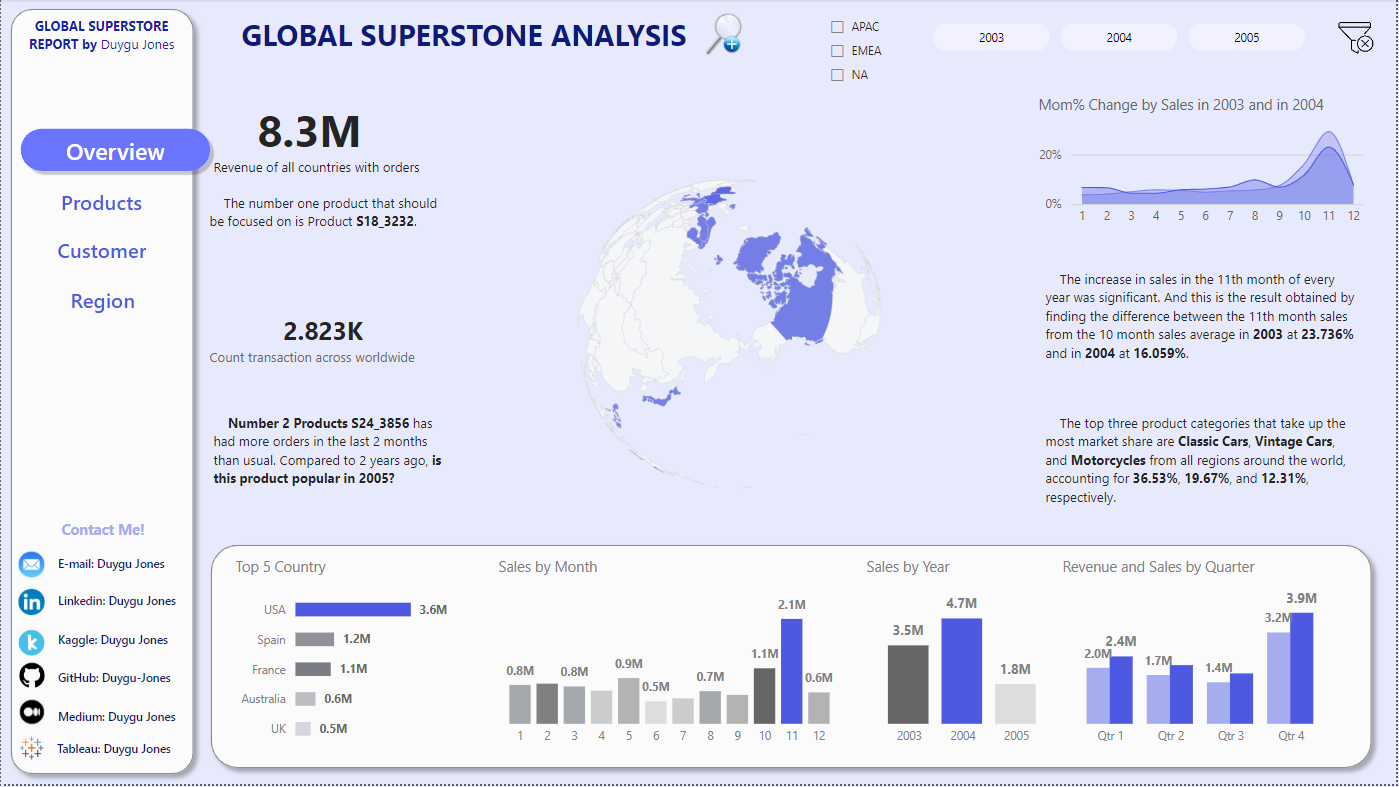 GLOBAL SUPERSTORE
REPORT by Duygu Jones
Overview
Products
Customer
Region
Contact Me!
E-mail: Duygu Jones
Linkedin: Duygu Jones
Kaggle: Duygu Jones
GitHub: Duygu-Jones
Medium: Duygu Jones
Tableau: Duygu Jones
GLOBAL SUPERSTONE ANALYSIS
APAC
EMEA
NA
2003
2004
2005
8.3M
Revenue of all countries with orders
The number one product that should
be focused on is Product S18_3232.
2.823K
Count transaction across worldwide
Number 2 Products S24_3856 has
had more orders in the last 2 months
than usual. Compared to 2 years ago, is
this product popular in 2005?
Mom% Change by Sales in 2003 and in 2004
20%
0%
1 2 3 4 5 6 7 8 9 10 11 12
The increase in sales in the 11th month of every
year was significant. And this is the result obtained by
finding the difference between the 11th month sales
from the 10 month sales average in 2003 at 23.736%
and in 2004 at 16.059%.
The top three product categories that take up the
most market share are Classic Cars, Vintage Cars,
and Motorcycles from all regions around the world,
accounting for 36.53%, 19.67%, and 12.31%,
respectively.
Top 5 Country
USA 3.6M
Spain 1.2M
France 1.1M
Australia 0.6M
UK 0.5M
Sales by Month
0.8M 0.8M 0.9M 0.5M 0.7M 1.1M 2.1M 0.6M
1 2 3 4 5 6 7 8 9 10 11 12
Sales by Year
3.5M 4.7M 1.8M
2003 2004 2005
Revenue and Sales by Quarter
2.0M 2.4M 1.7M 1.4M 3.2M 3.9M
Qtr 1 Qtr 2 Qtr 3 Qtr 4